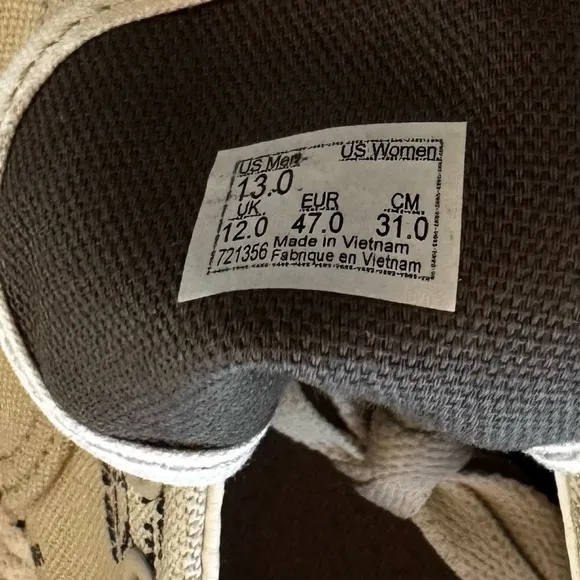 US Men US Women
13.0
UK EUR CM
12.0 47.0 31.0
721356 Made in Vietnam
Fabrique en Vietnam